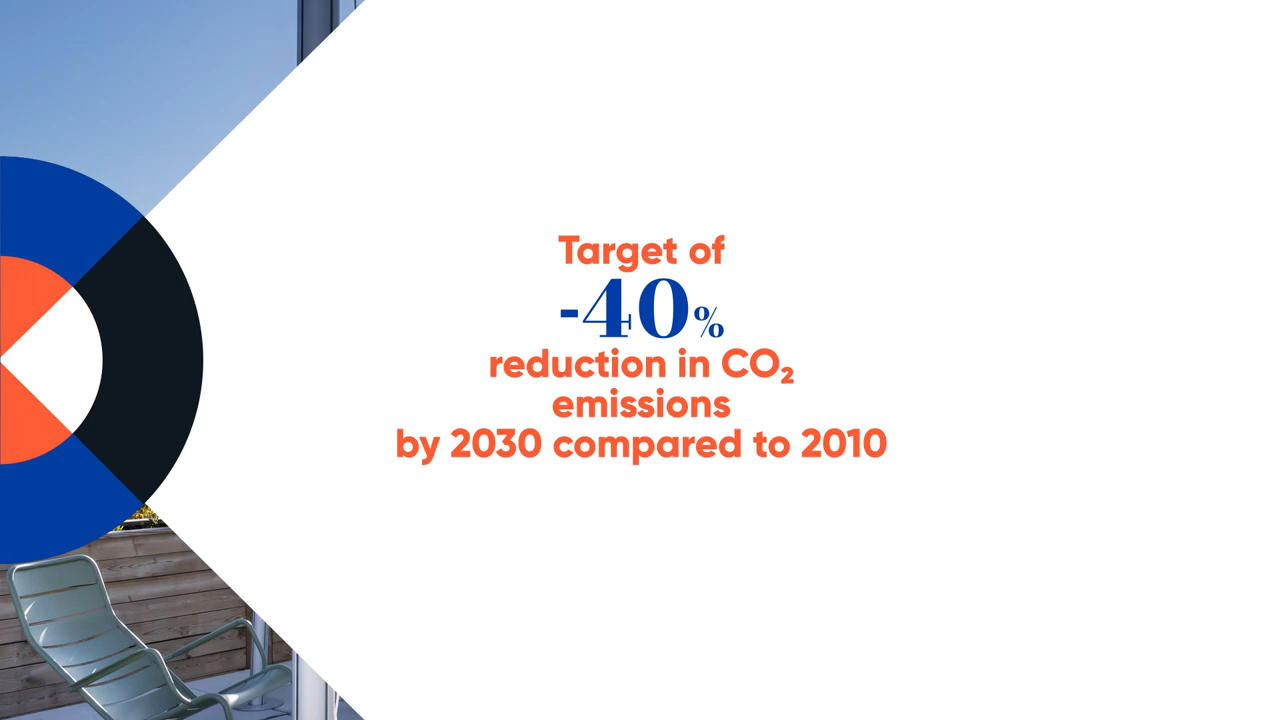 Target of
-40%
reduction in CO₂
emissions
by 2030 compared to 2010